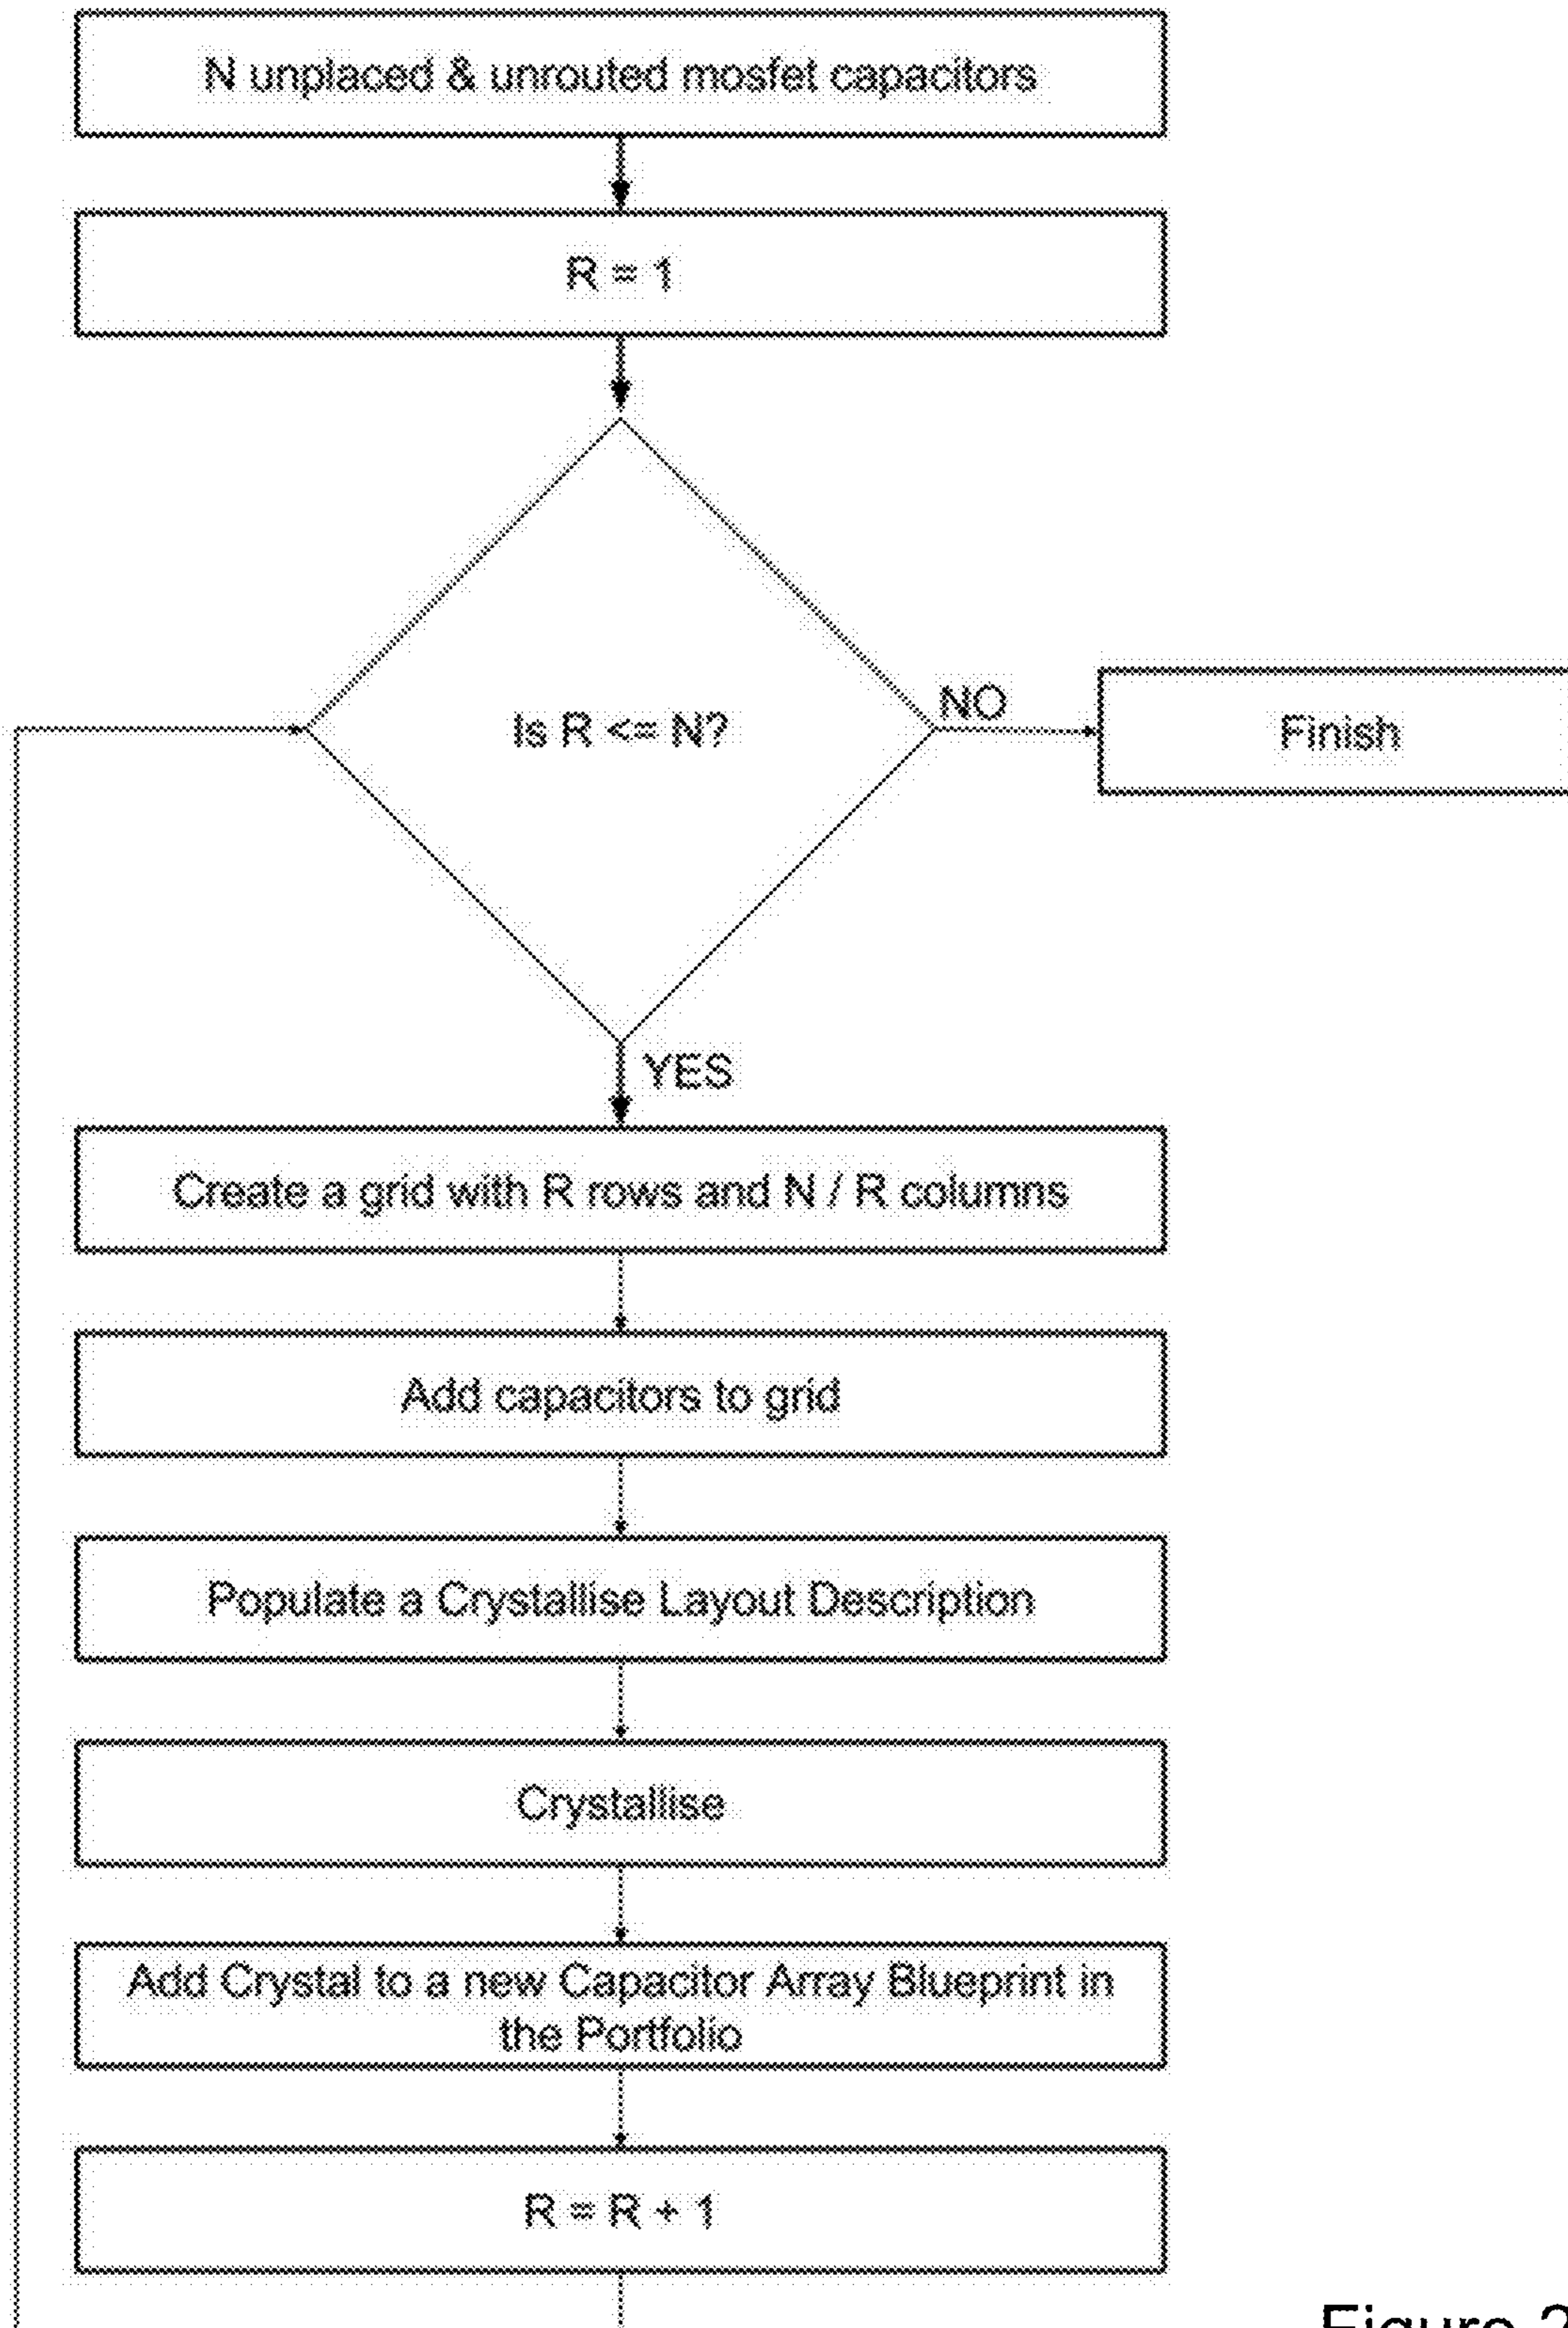 N unplaced & unrouted mosfet capacitors
R = 1
Is R <= N?
NO
Finish
YES
Create a grid with R rows and N / R columns
Add capacitors to grid
Populate a Crystallise Layout Description
Crystallise
Add Crystal to a new Capacitor Array Blueprint in
the Portfolio
R = R + 1
Figure